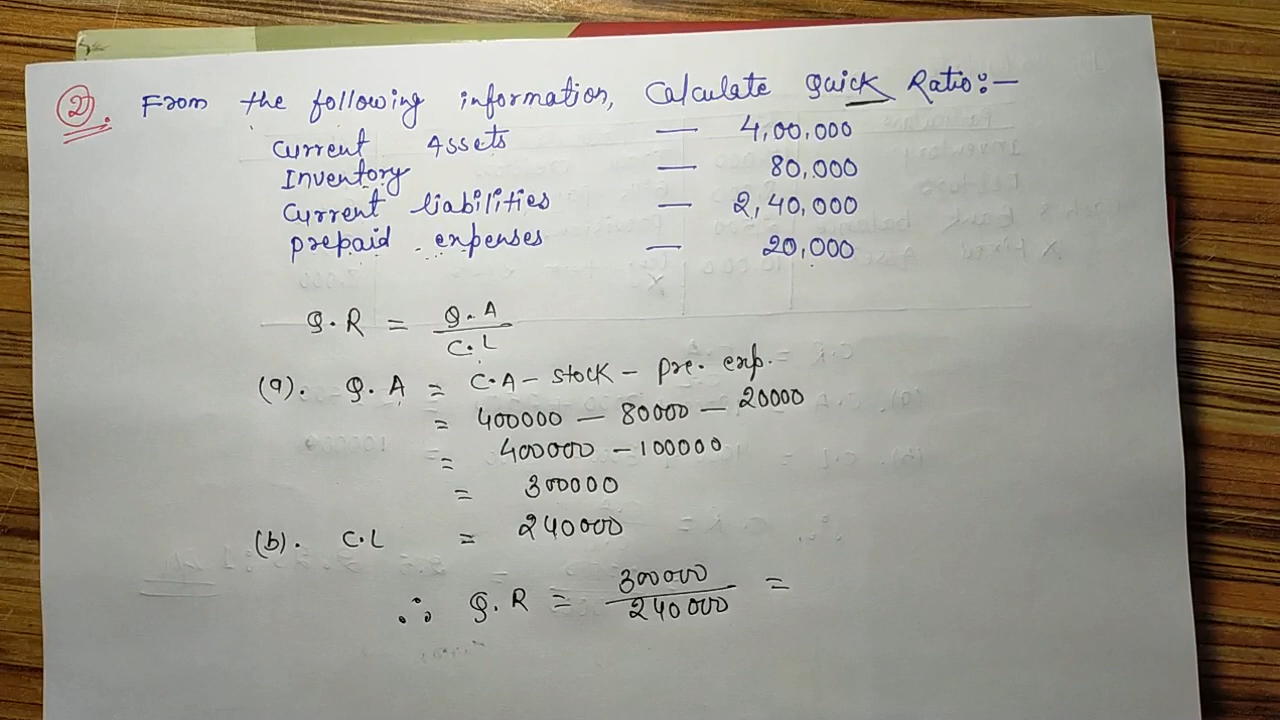 2. From the following information, Calculate Quick Ratio:-
Current Assets — 4,00,000
Inventory — 80,000
Current liabilities — 2,40,000
prepaid expenses — 20,000
Q.R = Q.A / C.L
(a). Q.A = C.A - stock - pre. exp.
= 400000 - 80000 - 20000
= 400000 - 100000
= 300000
(b). C.L = 240000
∴ Q.R = 300000 / 240000 =